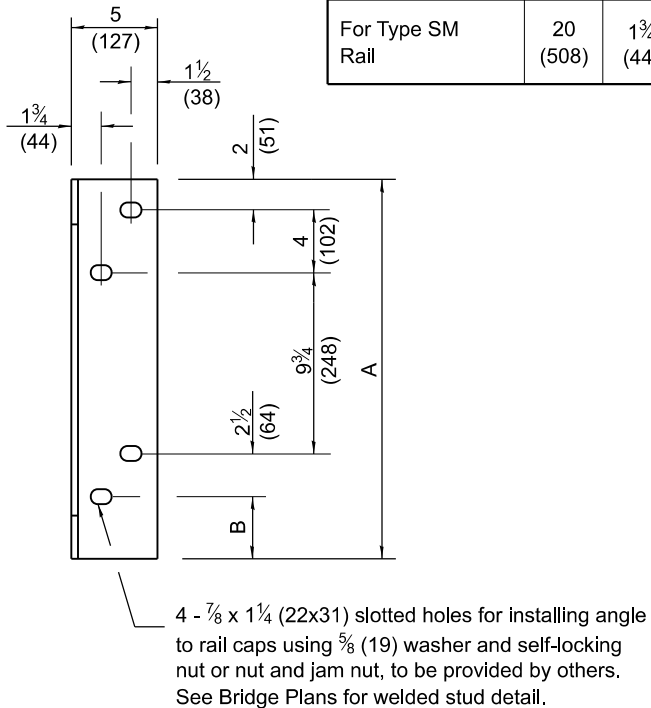 5
(127)
For Type SM
Rail
20
(508)
1¾
(44
1½
(38)
1¾
(44)
2
(51)
4
(102)
9¾
(248)
A
2½
(64)
B
4 - ⅞ x 1¼ (22x31) slotted holes for installing angle
to rail caps using ⅝ (19) washer and self-locking
nut or nut and jam nut, to be provided by others.
See Bridge Plans for welded stud detail.